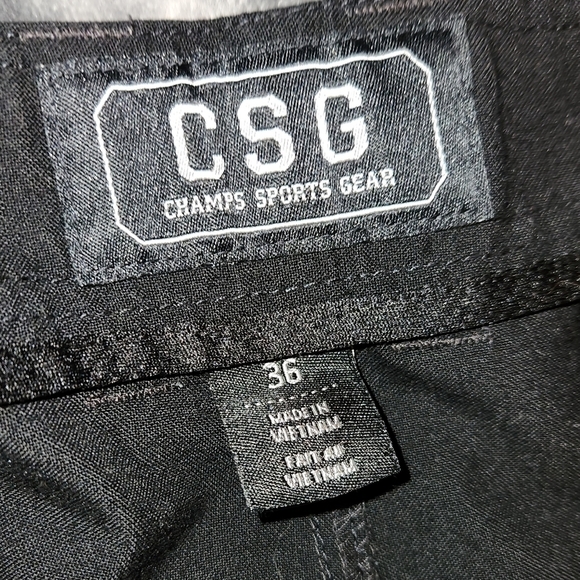 CSG
CHAMPS SPORTS GEAR
36
MADE IN
VIETNAM
FAIT AU
VIETNAM